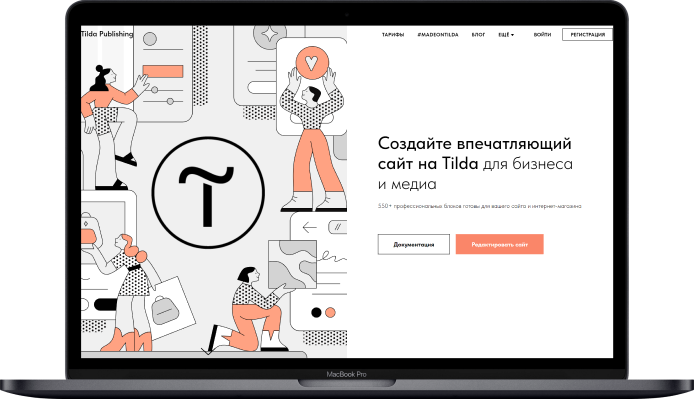 Tilda Publishing
ТАРИФЫ
#MADEONTILDA
БЛОГ
ЕЩЁ
ВОЙТИ
РЕГИСТРАЦИЯ
Создайте впечатляющий
сайт на Tilda для бизнеса
и медиа
550+ профессиональных блоков готовы для вашего сайта и интернет-магазина
Документация
Редактировать сайт
MacBook Pro